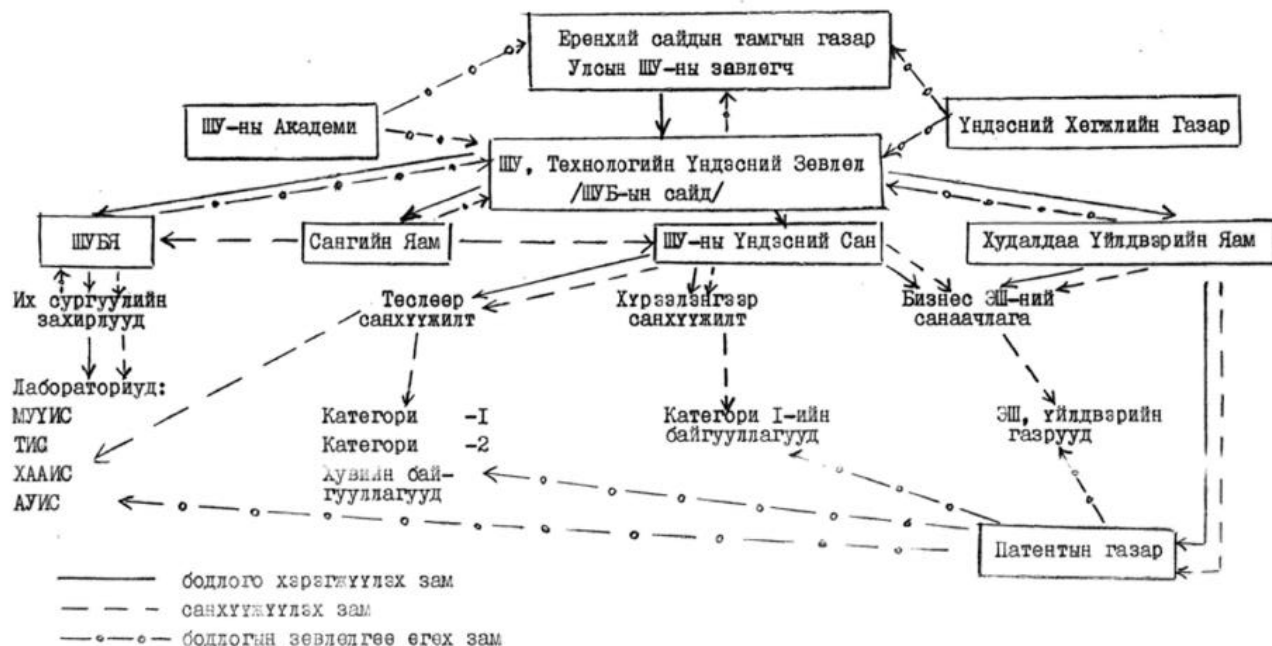 Ерөнхий сайдын тамгын газар
Улсын ШУ-ны зөвлөгч
ШУ-ны Академи
Үндэсний Хөгжлийн Газар
ШУ, Технологийн Үндэсний Зөвлөл
/ШУБ-ын сайд/
ШУБЯ
Сангийн Яам
ШУ-ны Үндэсний Сан
Худалдаа Үйлдвэрийн Яам
Их сургуулийн
захирлууд
Төслөөр
санхүүжилт
Хүрээлэнгээр
санхүүжилт
Бизнес ЭШ-ний
санаачлага
Лабораториуд:
МУҮИС
ТИС
ХААИС
АУИС
Категори -1
Категори -2
Хувийн бай-
гууллагууд
Категори I-ийн
байгууллагууд
ЭШ, үйлдвэрийн
газрууд
Патентын газар
бодлого хэрэгжүүлэх зам
санхүүжүүлэх зам
бодлогын зөвлөлгөө өгөх зам